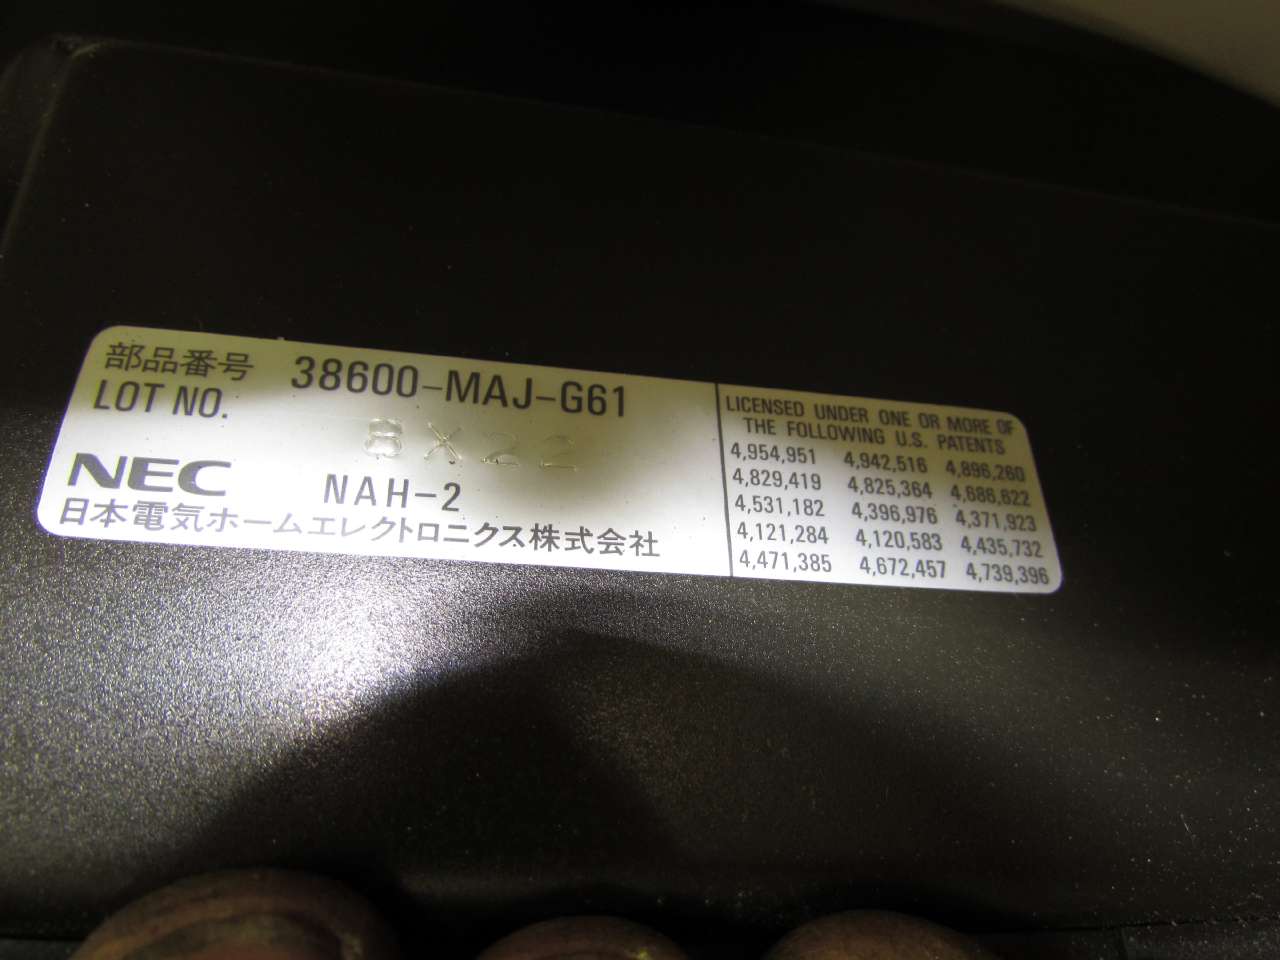 部品番号 38600-MAJ-G61
LOT NO. 8X22
NEC NAH-2
日本電気ホームエレクトロニクス株式会社
LICENSED UNDER ONE OR MORE OF
THE FOLLOWING U.S. PATENTS
4,954,951 4,942,516 4,896,260
4,829,419 4,825,364 4,686,622
4,531,182 4,396,976 4,371,923
4,121,284 4,120,583 4,435,732
4,471,385 4,672,457 4,739,396